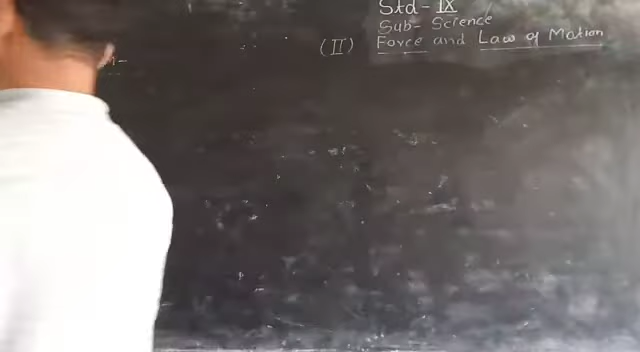 Std - IX
Sub - Science
(II) Force and Law of Motion